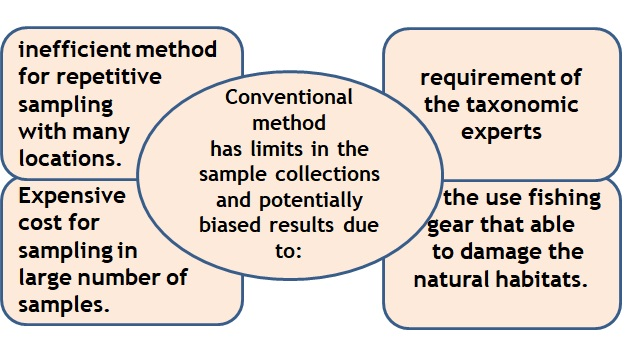 inefficient method
for repetitive
sampling
with many
locations.
requirement of
the taxonomic
experts
Conventional
method
has limits in the
sample collections
and potentially
biased results due
to:
Expensive
cost for
sampling in
large number of
samples.
the use fishing
gear that able
to damage the
natural habitats.